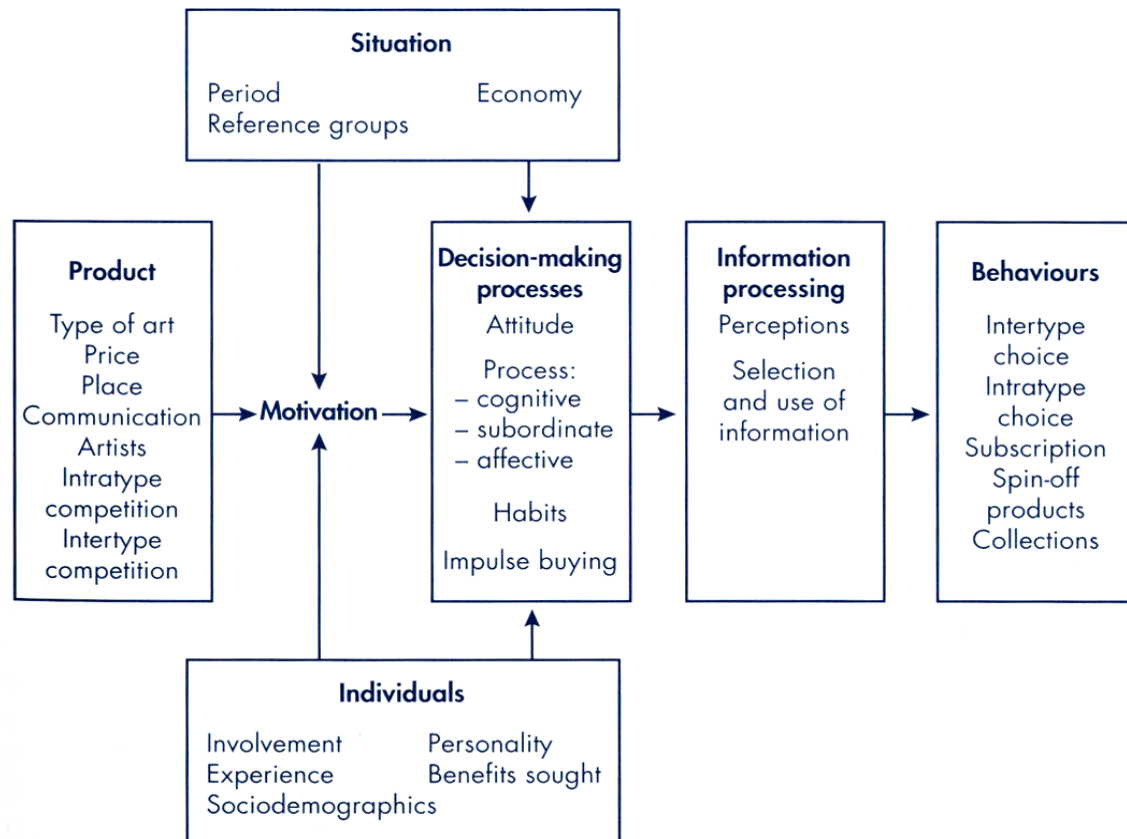 Situation
Period Economy
Reference groups
Product
Type of art
Price
Place
Communication
Artists
Intratype
competition
Intertype
competition
Motivation
Decision-making
processes
Attitude
Process:
– cognitive
– subordinate
– affective
Habits
Impulse buying
Information
processing
Perceptions
Selection
and use of
information
Behaviours
Intertype
choice
Intratype
choice
Subscription
Spin-off
products
Collections
Individuals
Involvement Personality
Experience Benefits sought
Sociodemographics